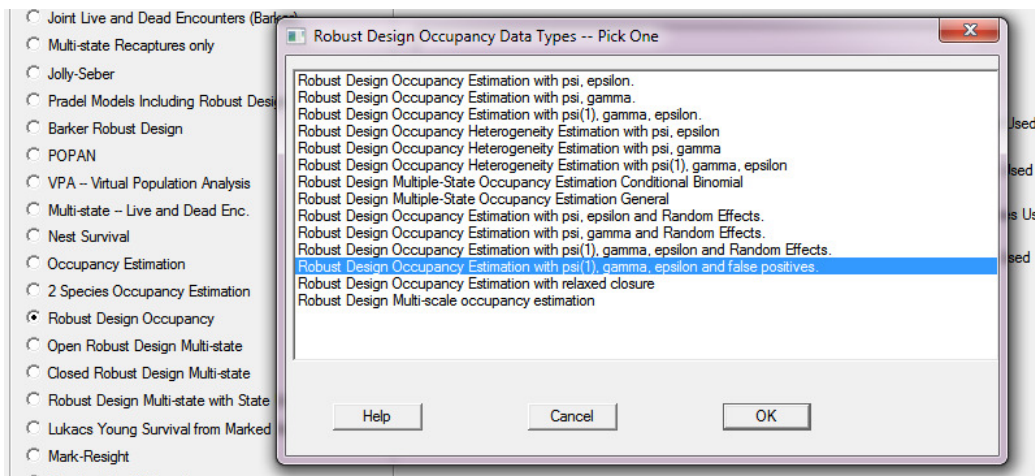 Joint Live and Dead Encounters (Barker)
Multi-state Recaptures only
Jolly-Seber
Pradel Models Including Robust
Barker Robust Design
POPAN
VPA -- Virtual Population Analysis
Multi-state -- Live and Dead Enc.
Nest Survival
Occupancy Estimation
2 Species Occupancy Estimation
Robust Design Occupancy
Open Robust Design Multi-state
Closed Robust Design Multi-state
Robust Design Multi-state with State
Lukacs Young Survival from Marked
Mark-Resight
Robust Design Occupancy Data Types -- Pick One
Robust Design Occupancy Estimation with psi, epsilon.
Robust Design Occupancy Estimation with psi, gamma.
Robust Design Occupancy Estimation with psi(1), gamma, epsilon.
Robust Design Occupancy Heterogeneity Estimation with psi, epsilon
Robust Design Occupancy Heterogeneity Estimation with psi, gamma
Robust Design Occupancy Heterogeneity Estimation with psi(1), gamma, epsilon
Robust Design Multiple-State Occupancy Estimation Conditional Binomial
Robust Design Multiple-State Occupancy Estimation General
Robust Design Occupancy Estimation with psi, epsilon and Random Effects.
Robust Design Occupancy Estimation with psi, gamma and Random Effects.
Robust Design Occupancy Estimation with psi(1), gamma, epsilon and Random Effects.
Robust Design Occupancy Estimation with psi(1), gamma, epsilon and false positives.
Robust Design Occupancy Estimation with relaxed closure
Robust Design Multi-scale occupancy estimation
Help
Cancel
OK
Used